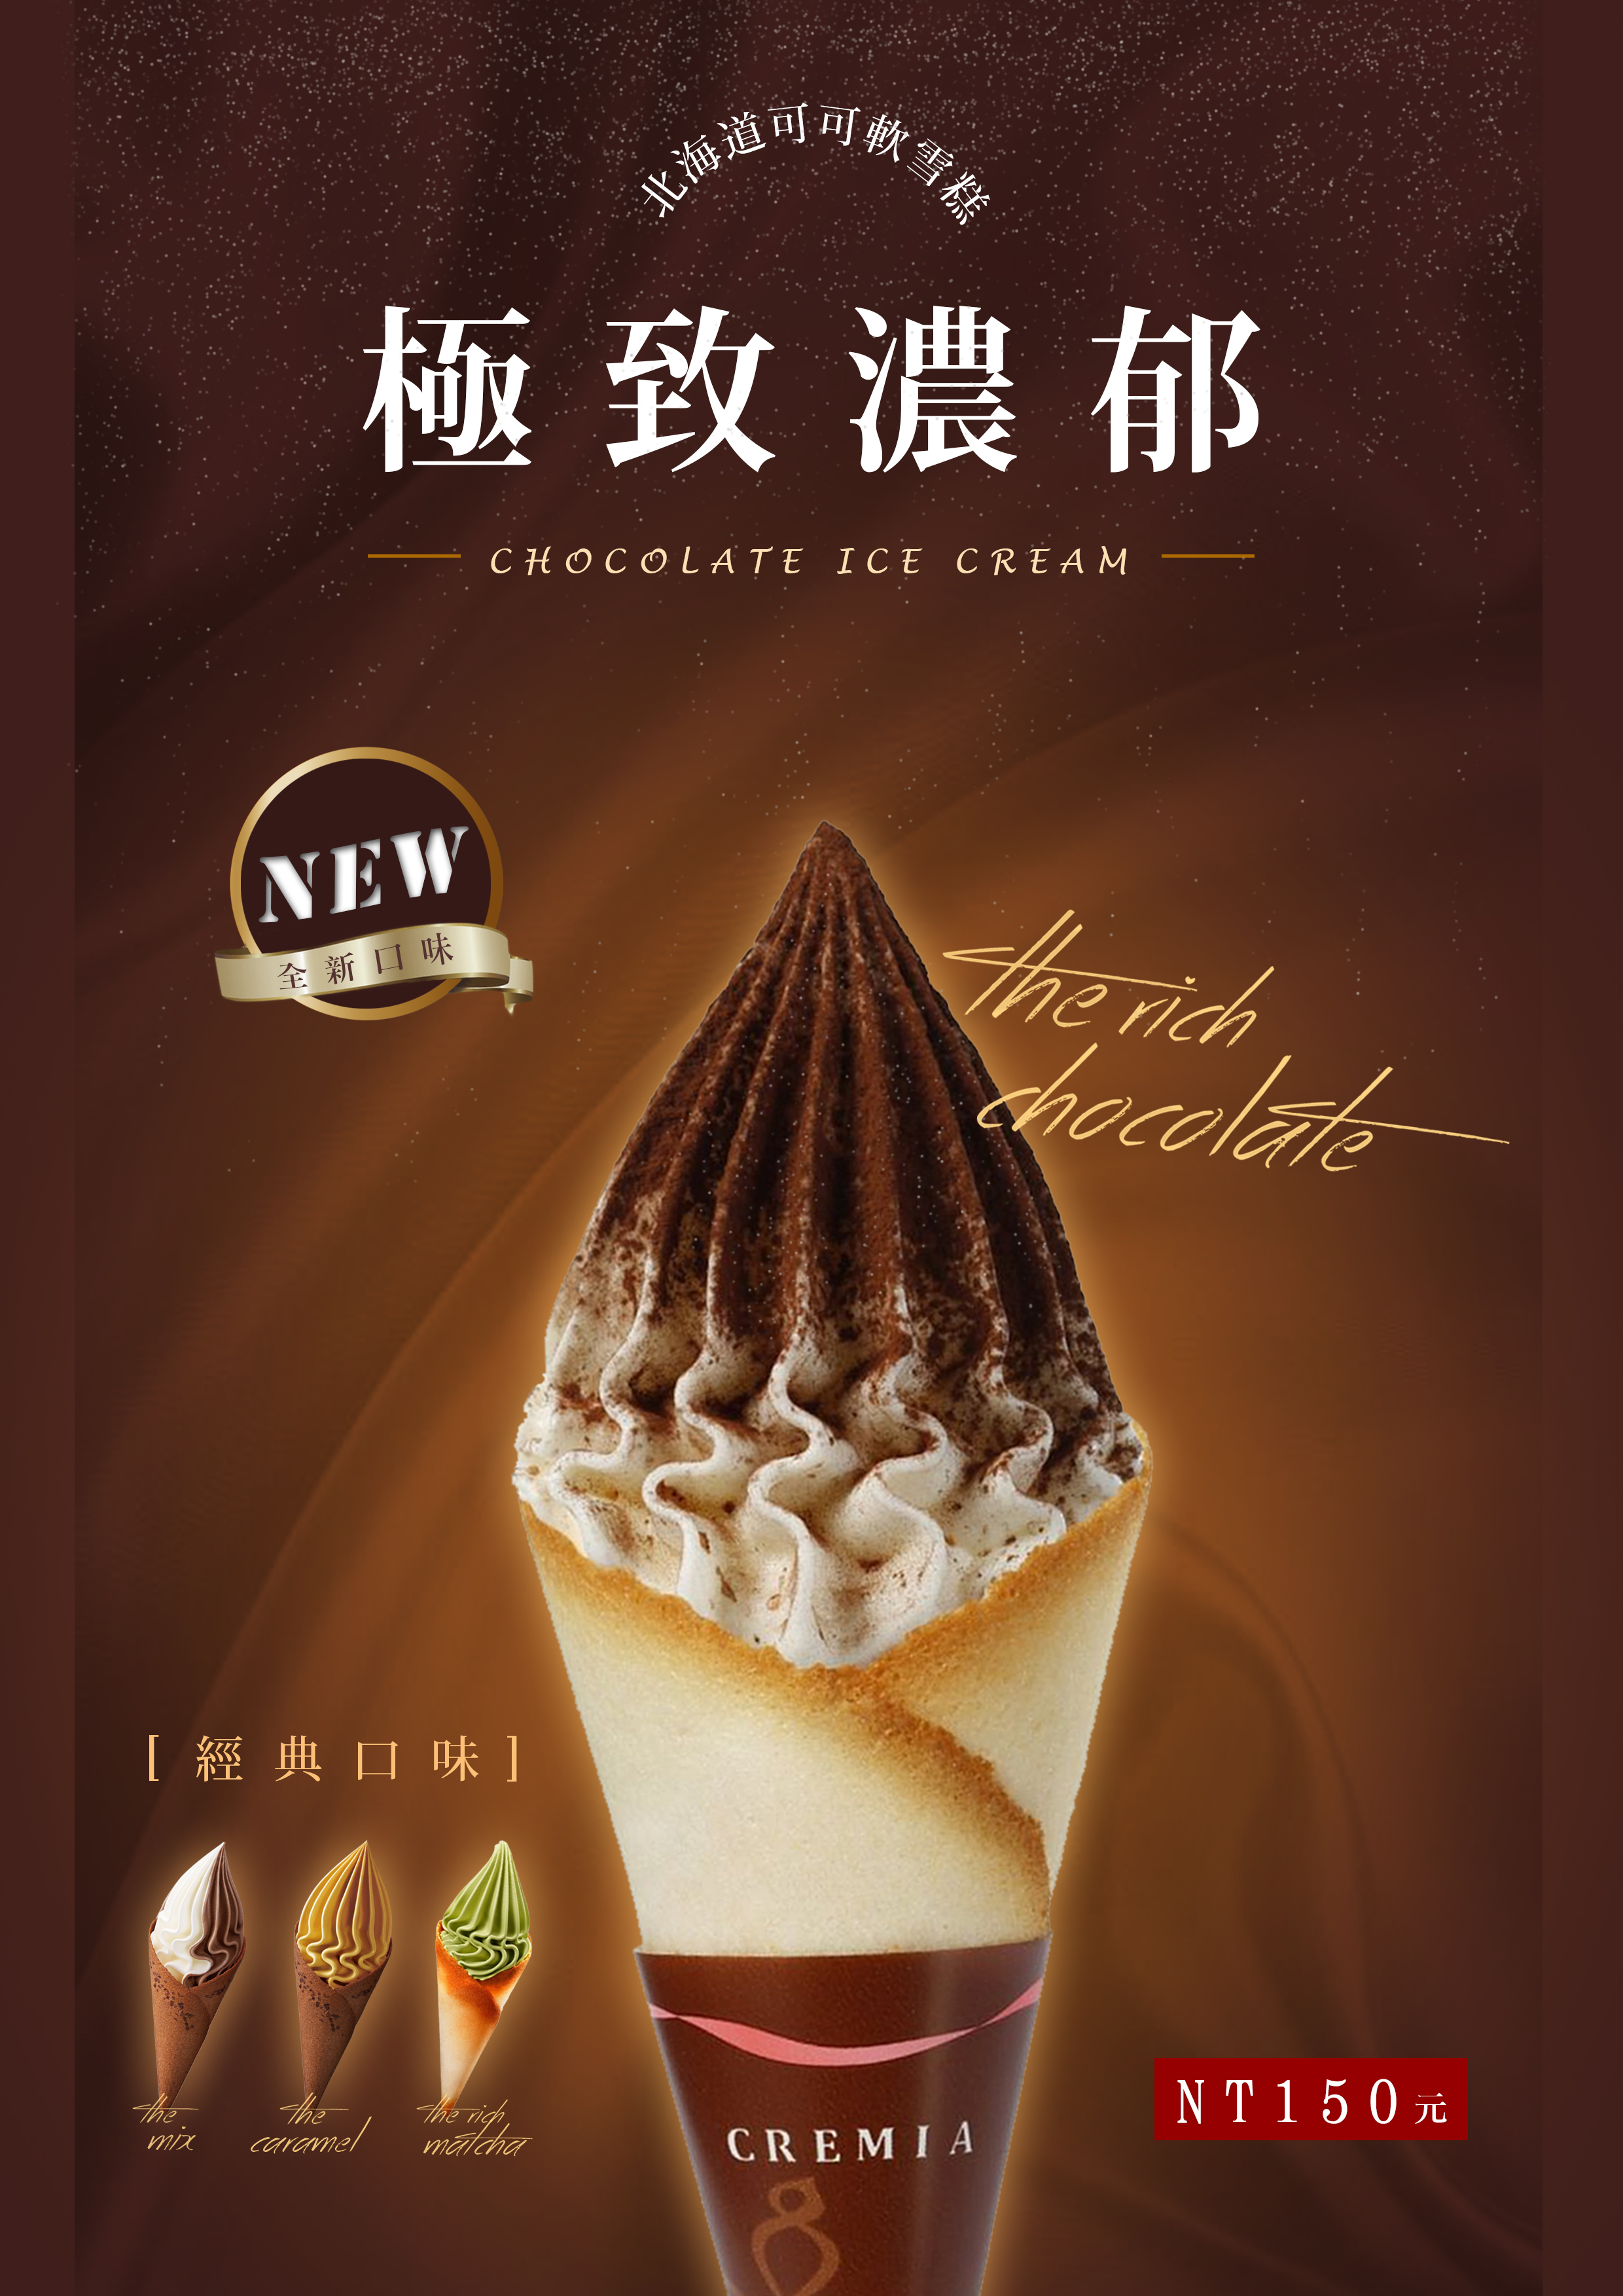 北海道可可軟雪糕
極致濃郁
CHOCOLATE ICE CREAM
NEW
全新口味
the rich
chocolate
[經典口味]
the
mix
the
caramel
the rich
matcha
CREMIA
NT150元